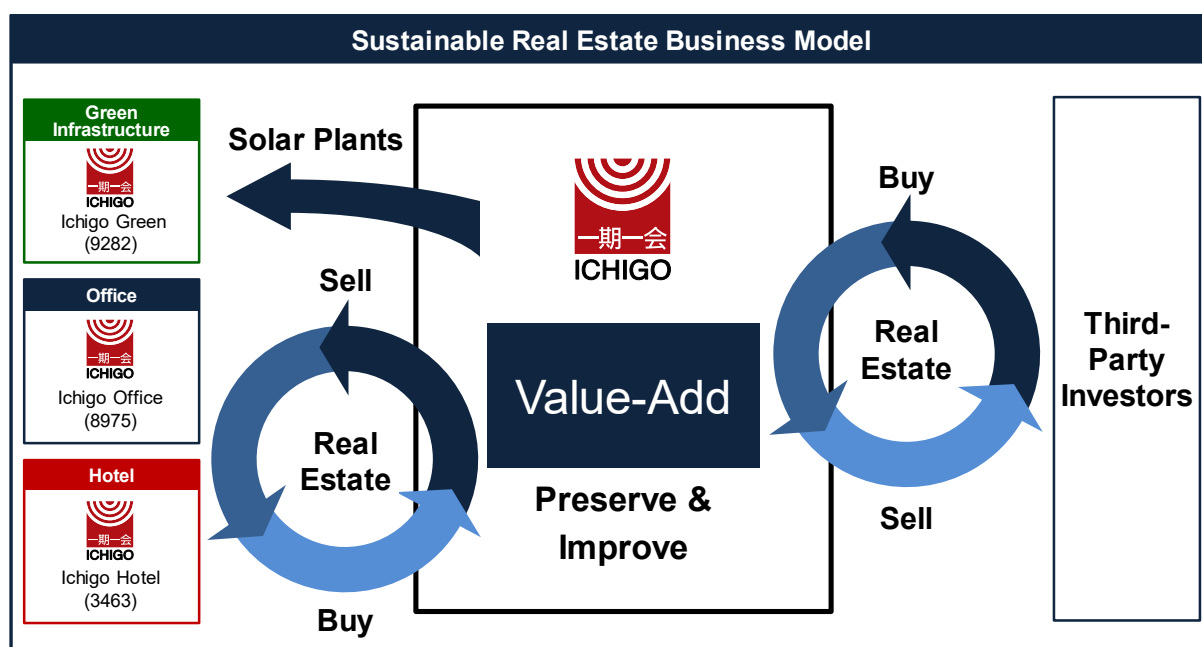 Sustainable Real Estate Business Model
Green
Infrastructure
一期一会
ICHIGO
Ichigo Green
(9282)
Office
一期一会
ICHIGO
Ichigo Office
(8975)
Hotel
一期一会
ICHIGO
Ichigo Hotel
(3463)
Solar Plants
Sell
Real
Estate
Buy
一期一会
ICHIGO
Value-Add
Preserve &
Improve
Buy
Real
Estate
Sell
Third-
Party
Investors